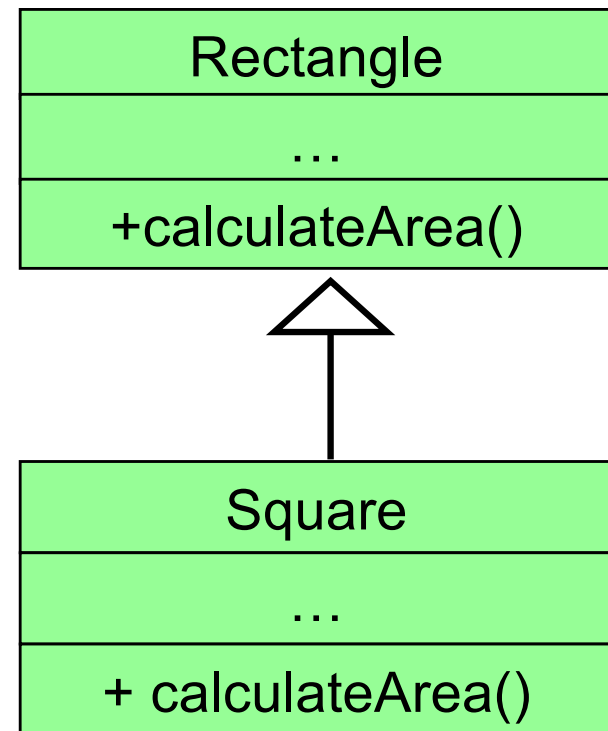 Rectangle
…
+calculateArea()
Square
…
+ calculateArea()